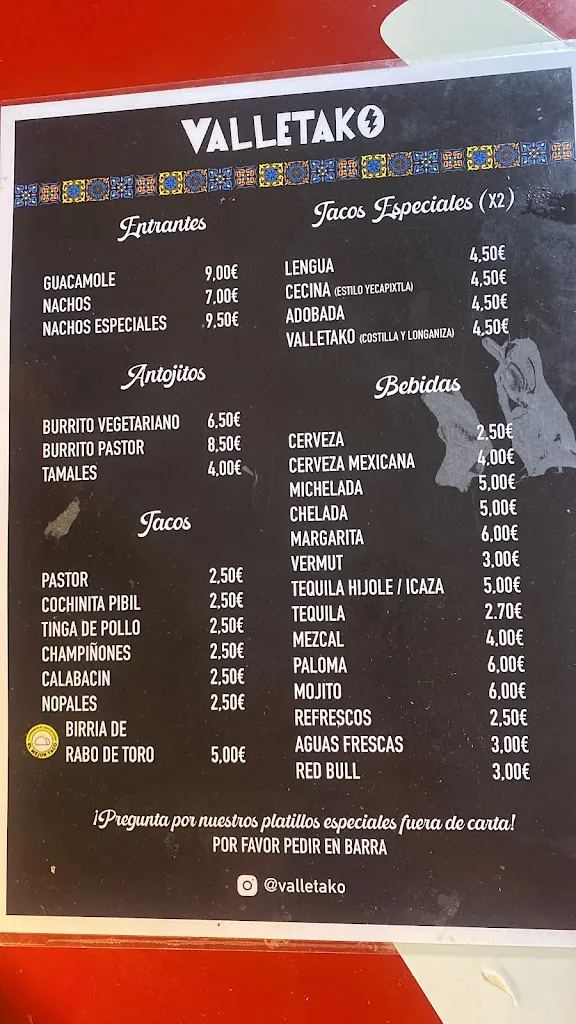 VALLETAKO
Entrantes
GUACAMOLE 9,00€
NACHOS 7,00€
NACHOS ESPECIALES 9,50€
Antojitos
BURRITO VEGETARIANO 6,50€
BURRITO PASTOR 8,50€
TAMALES 4,00€
Tacos
PASTOR 2,50€
COCHINITA PIBIL 2,50€
TINGA DE POLLO 2,50€
CHAMPIÑONES 2,50€
CALABACIN 2,50€
NOPALES 2,50€
BIRRIA DE
RABO DE TORO 5,00€
Tacos Especiales (X2)
LENGUA 4,50€
CECINA (ESTILO YECAPIXTLA) 4,50€
ADOBADA 4,50€
VALLETAKO (COSTILLA Y LONGANIZA) 4,50€
Bebidas
CERVEZA 2,50€
CERVEZA MEXICANA 4,00€
MICHELADA 5,00€
CHELADA 5,00€
MARGARITA 6,00€
VERMUT 3,00€
TEQUILA HIJOLE / ICAZA 5,00€
TEQUILA 2.70€
MEZCAL 4,00€
PALOMA 6,00€
MOJITO 6,00€
REFRESCOS 2,50€
AGUAS FRESCAS 3,00€
RED BULL 3,00€
¡Pregunta por nuestros platillos especiales fuera de carta!
POR FAVOR PEDIR EN BARRA
@valletako